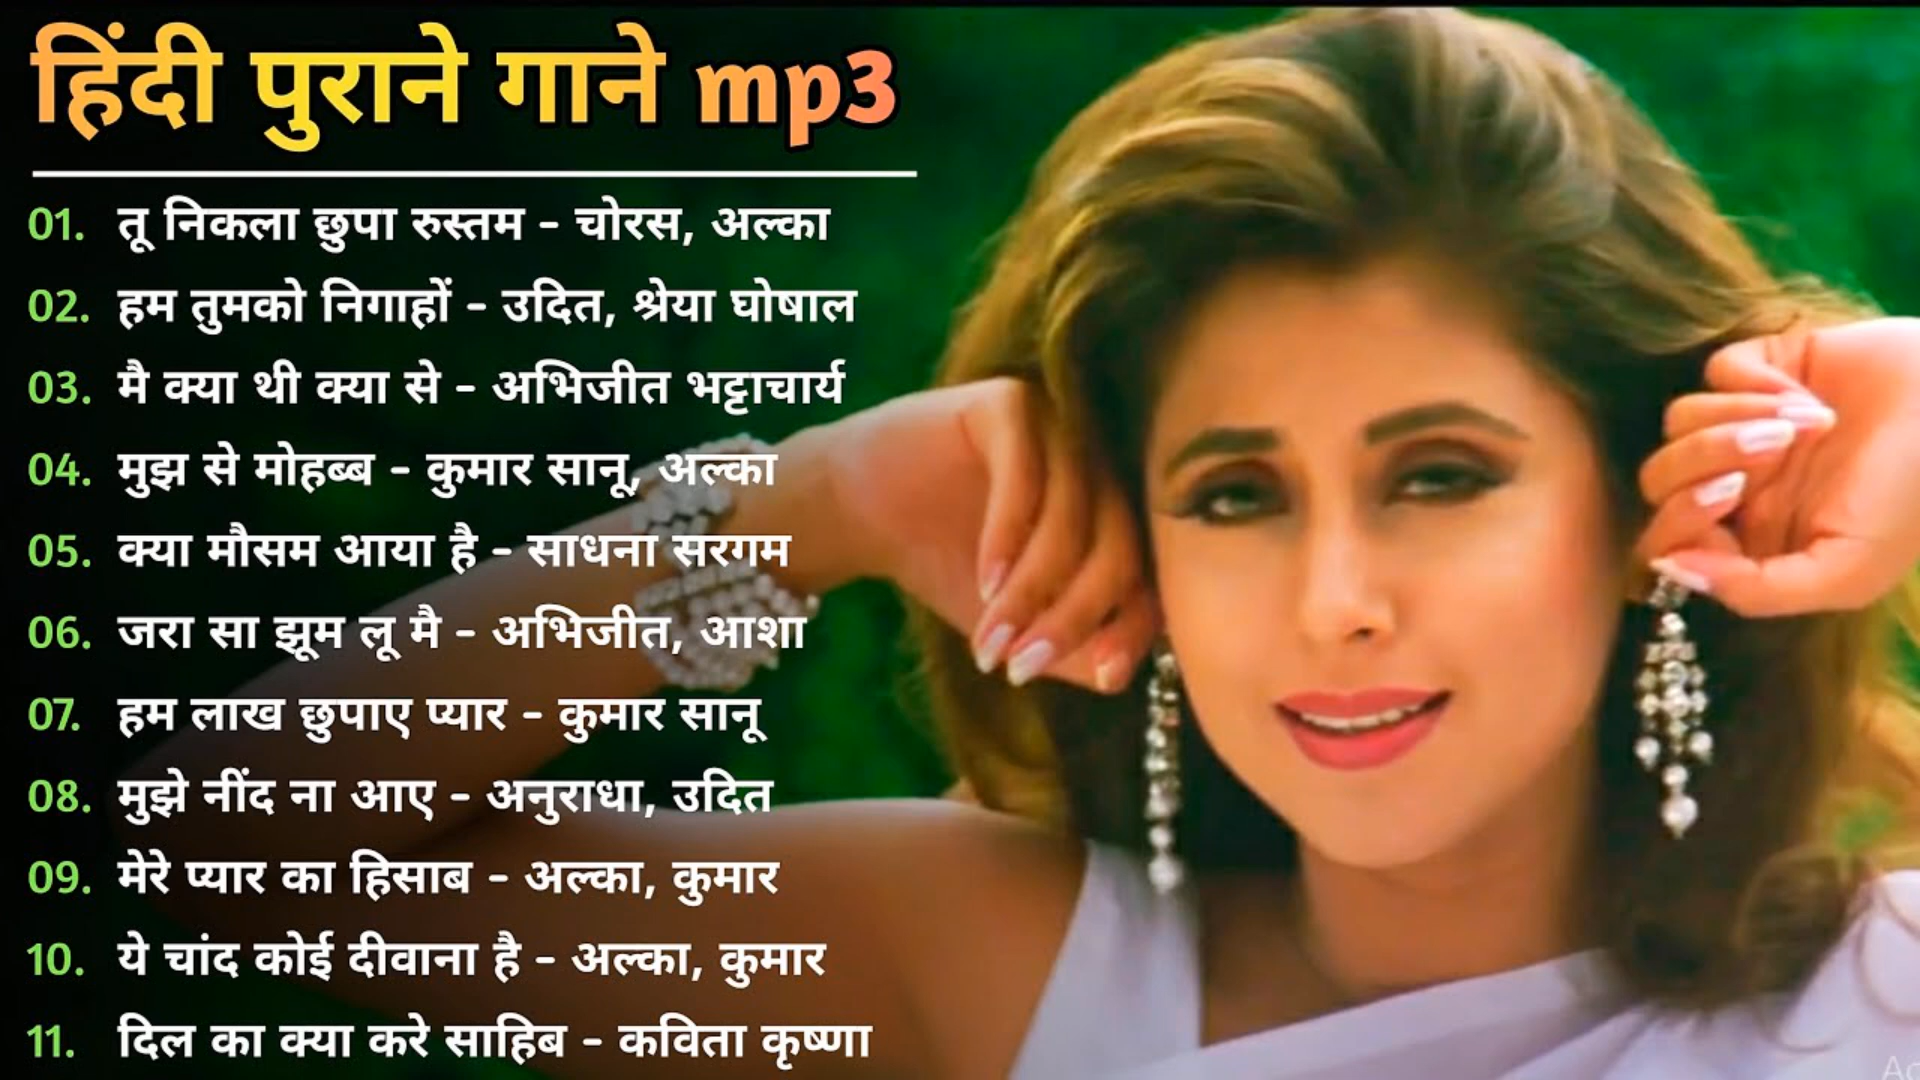 हिंदी पुराने गाने mp3
01. तू निकला छुपा रुस्तम - चोरस, अल्का
02. हम तुमको निगाहों - उदित, श्रेया घोषाल
03. मै क्या थी क्या से - अभिजीत भट्टाचार्य
04. मुझ से मोहब्ब - कुमार सानू, अल्का
05. क्या मौसम आया है - साधना सरगम
06. जरा सा झूम लू मै - अभिजीत, आशा
07. हम लाख छुपाए प्यार - कुमार सानू
08. मुझे नींद ना आए - अनुराधा, उदित
09. मेरे प्यार का हिसाब - अल्का, कुमार
10. ये चांद कोई दीवाना है - अल्का, कुमार
11. दिल का क्या करे साहिब - कविता कृष्णा